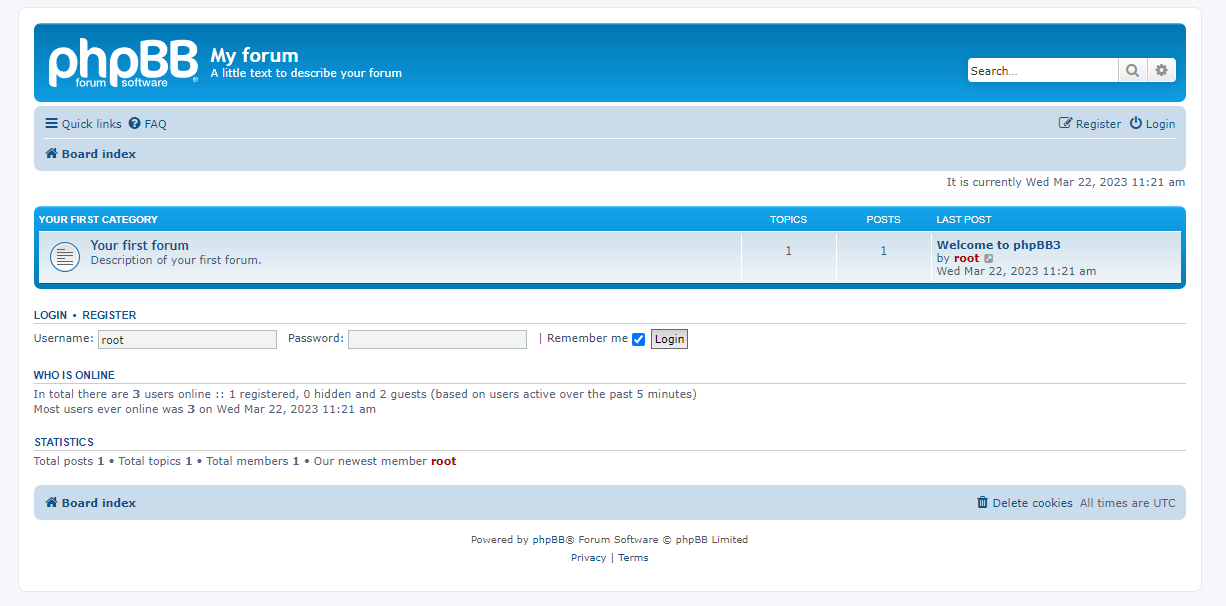 phpBB
forum software ®
My forum
A little text to describe your forum
Search…
Quick links FAQ
Register Login
Board index
It is currently Wed Mar 22, 2023 11:21 am
YOUR FIRST CATEGORY TOPICS POSTS LAST POST
Your first forum
Description of your first forum.
1 1
Welcome to phpBB3
by root
Wed Mar 22, 2023 11:21 am
LOGIN • REGISTER
Username: root Password: | Remember me Login
WHO IS ONLINE
In total there are 3 users online :: 1 registered, 0 hidden and 2 guests (based on users active over the past 5 minutes)
Most users ever online was 3 on Wed Mar 22, 2023 11:21 am
STATISTICS
Total posts 1 • Total topics 1 • Total members 1 • Our newest member root
Board index Delete cookies All times are UTC
Powered by phpBB® Forum Software © phpBB Limited
Privacy | Terms